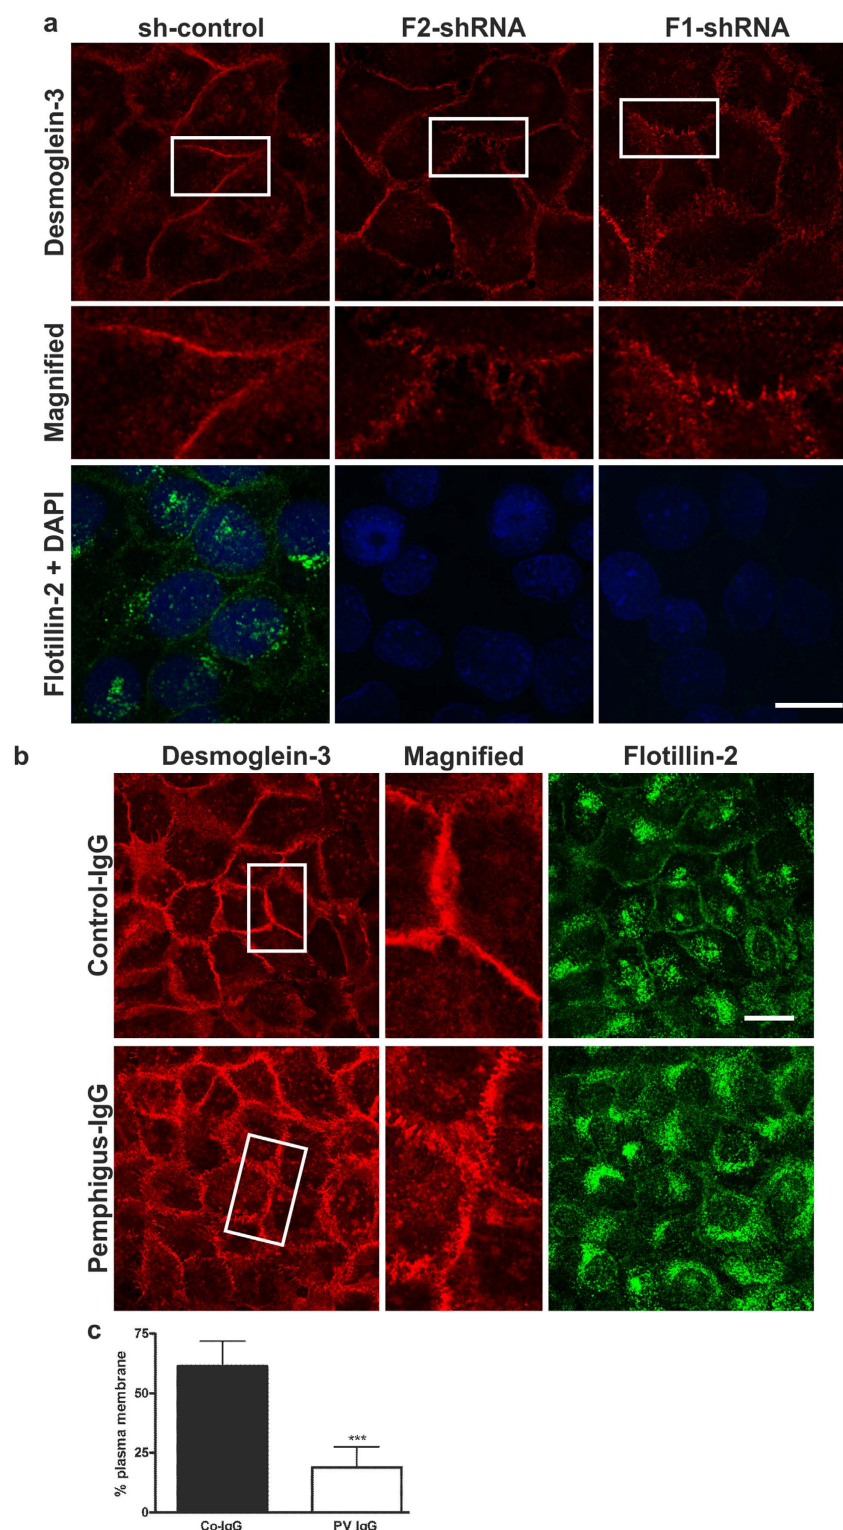 a
sh-control F2-shRNA F1-shRNA
Desmoglein-3
Magnified
Flotillin-2 + DAPI
b
Desmoglein-3 Magnified Flotillin-2
Control-IgG
Pemphigus-IgG
c
% plasma membrane
75
50
25
0
***
Co-IgG PV IgG